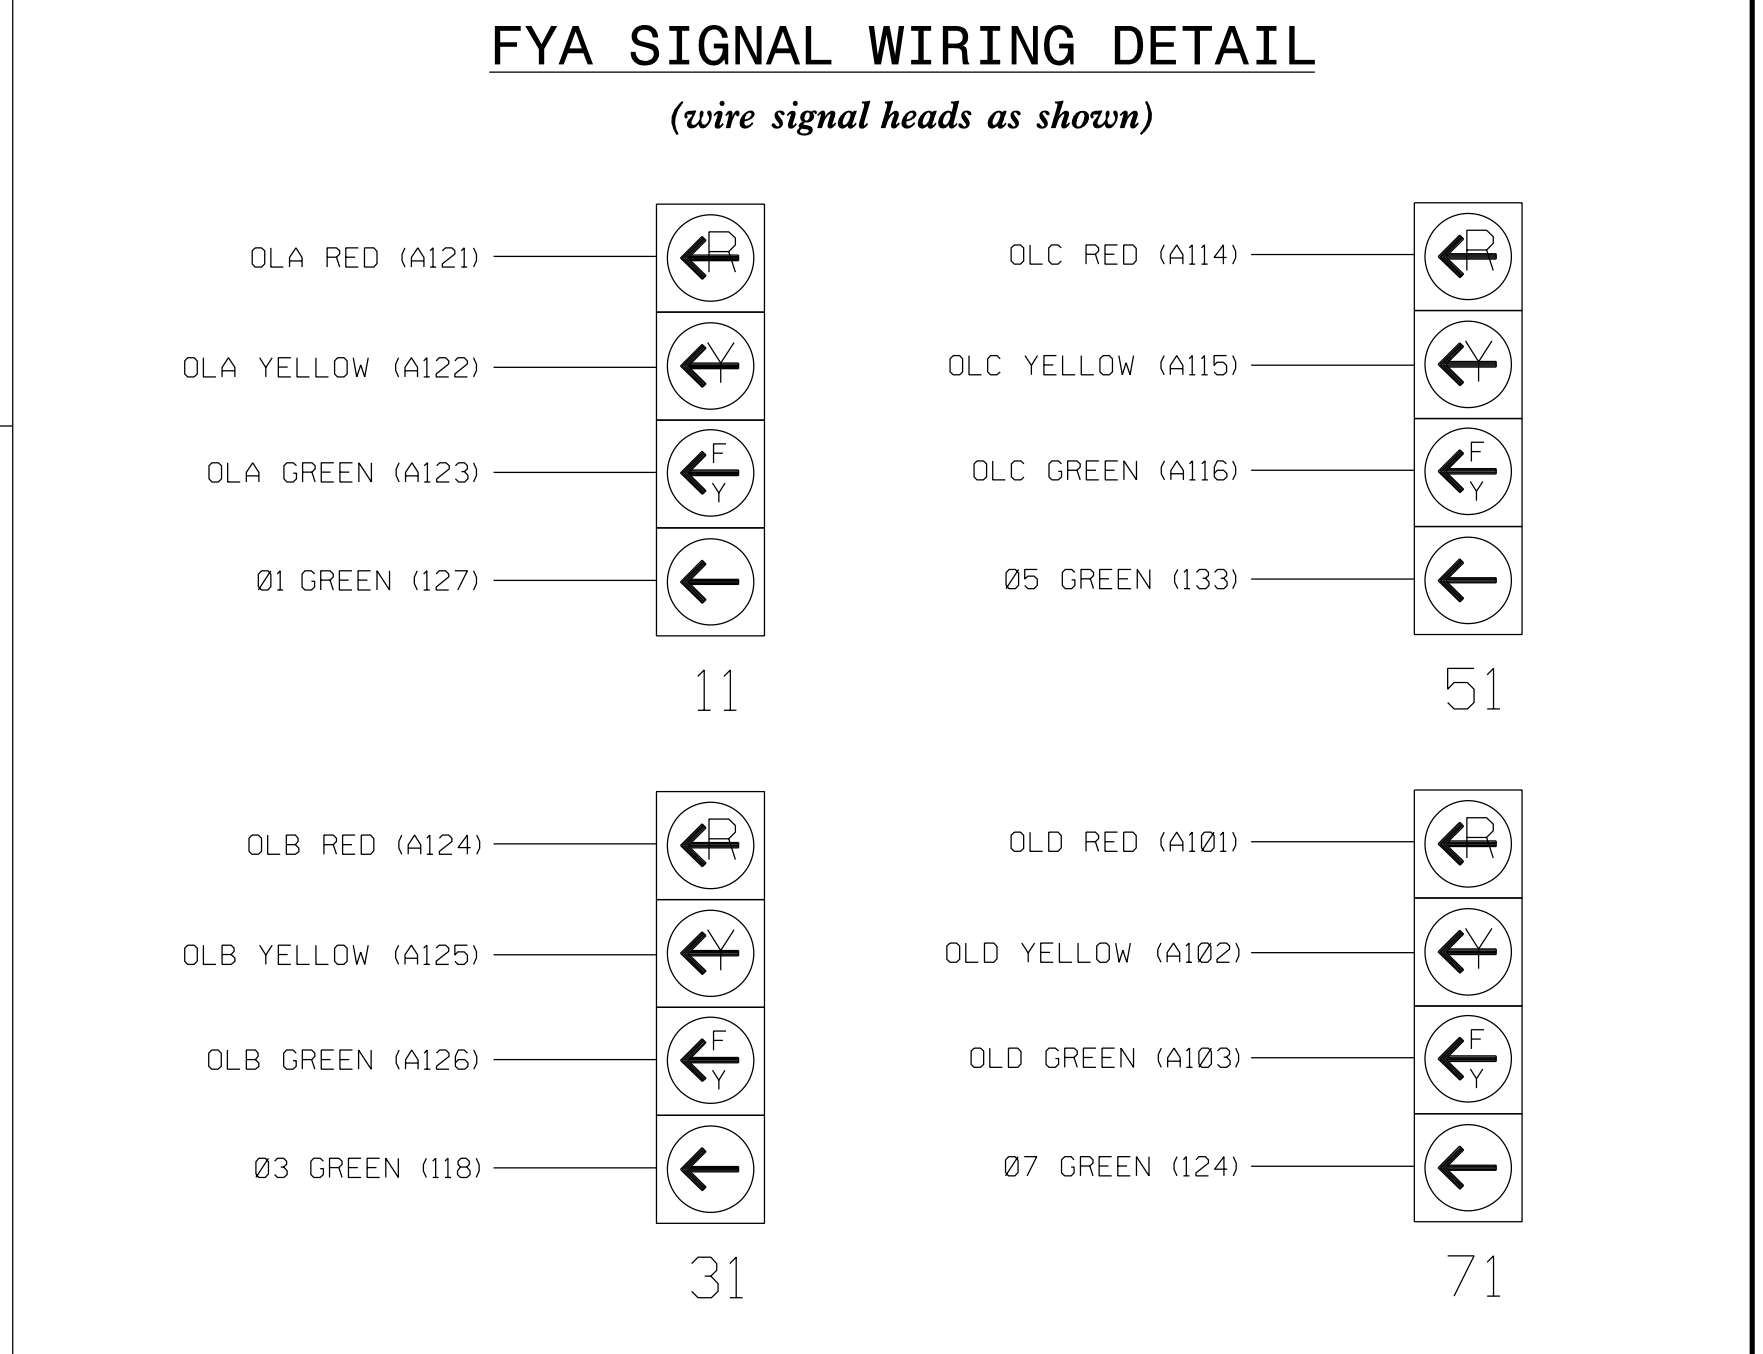 FYA SIGNAL WIRING DETAIL
(wire signal heads as shown)
OLA RED (A121)
R
OLA YELLOW (A122)
Y
OLA GREEN (A123)
F
Y
Ø1 GREEN (127)
11
OLC RED (A114)
R
OLC YELLOW (A115)
Y
OLC GREEN (A116)
F
Y
Ø5 GREEN (133)
51
OLB RED (A124)
R
OLB YELLOW (A125)
Y
OLB GREEN (A126)
F
Y
Ø3 GREEN (118)
31
OLD RED (A1Ø1)
R
OLD YELLOW (A1Ø2)
Y
OLD GREEN (A1Ø3)
F
Y
Ø7 GREEN (124)
71